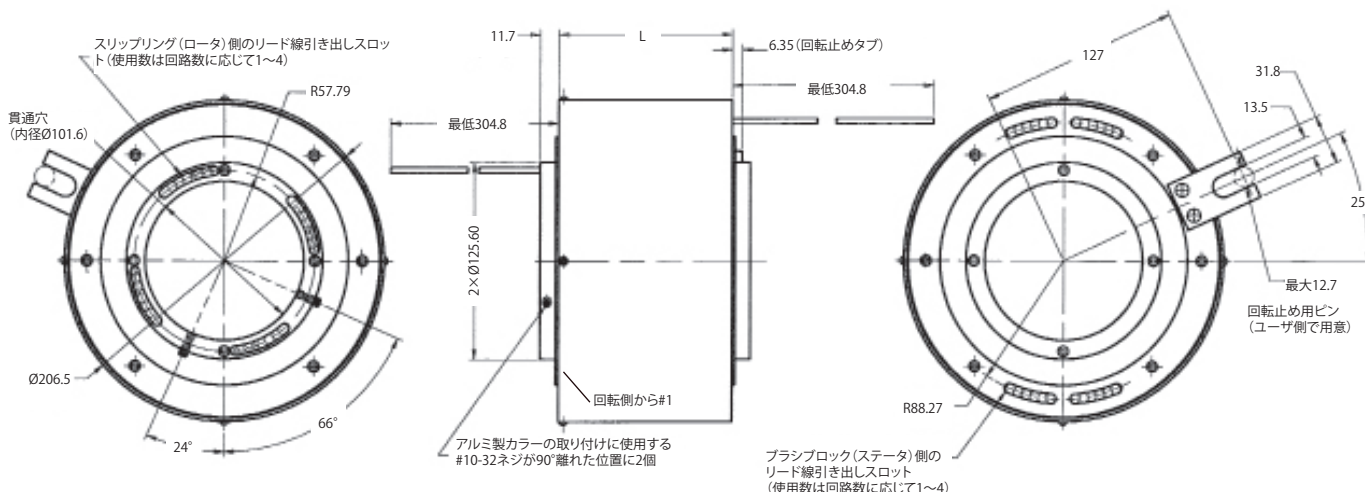 スリップリング（ロータ）側のリード線引き出しスロッ
ト（使用数は回路数に応じて1～4）
R57.79
貫通穴
（内径Ø101.6）
Ø206.5
24°
66°
11.7
L
6.35（回転止めタブ）
最低304.8
最低304.8
2×Ø125.60
回転側から#1
アルミ製カラーの取り付けに使用する
#10-32ネジが90°離れた位置に2個
127
31.8
13.5
25
最大12.7
回転止め用ピン
（ユーザ側で用意）
R88.27
ブラシブロック（ステータ）側の
リード線引き出しスロット
（使用数は回路数に応じて1～4）